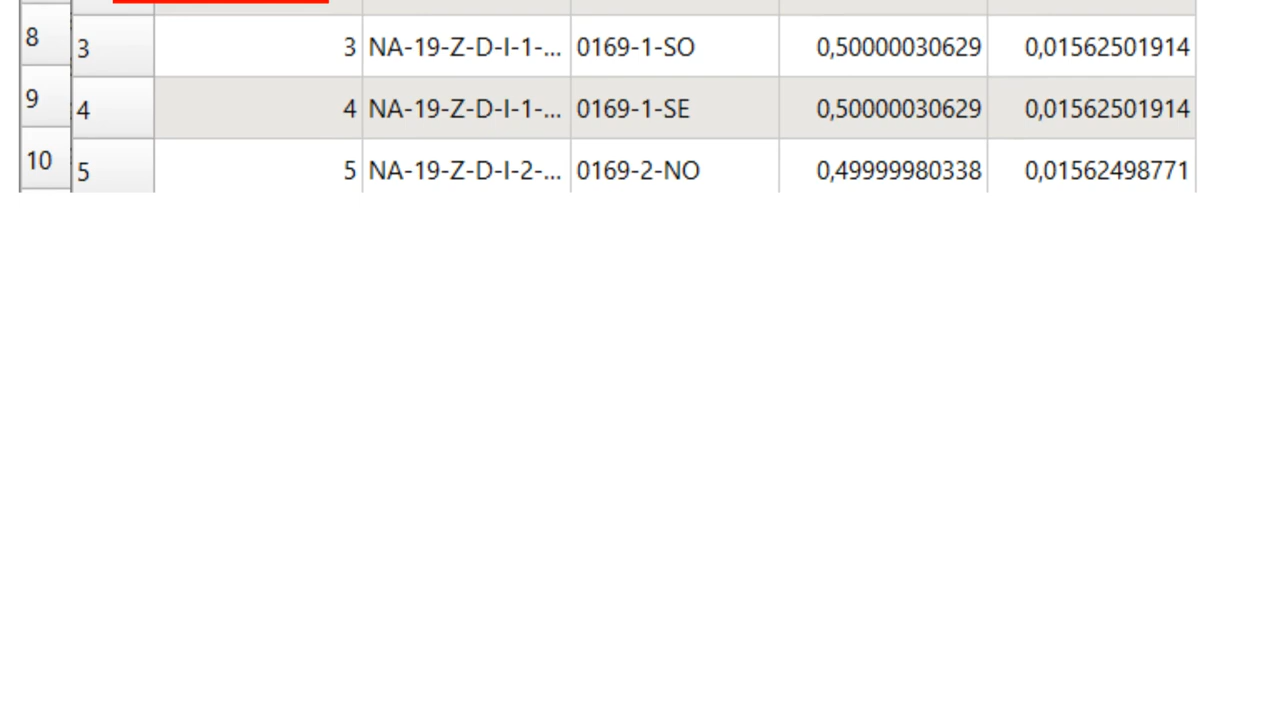 8 3 3 NA-19-Z-D-I-1-... 0169-1-SO 0,50000030629 0,01562501914
9 4 4 NA-19-Z-D-I-1-... 0169-1-SE 0,50000030629 0,01562501914
10 5 5 NA-19-Z-D-I-2-... 0169-2-NO 0,49999980338 0,01562498771